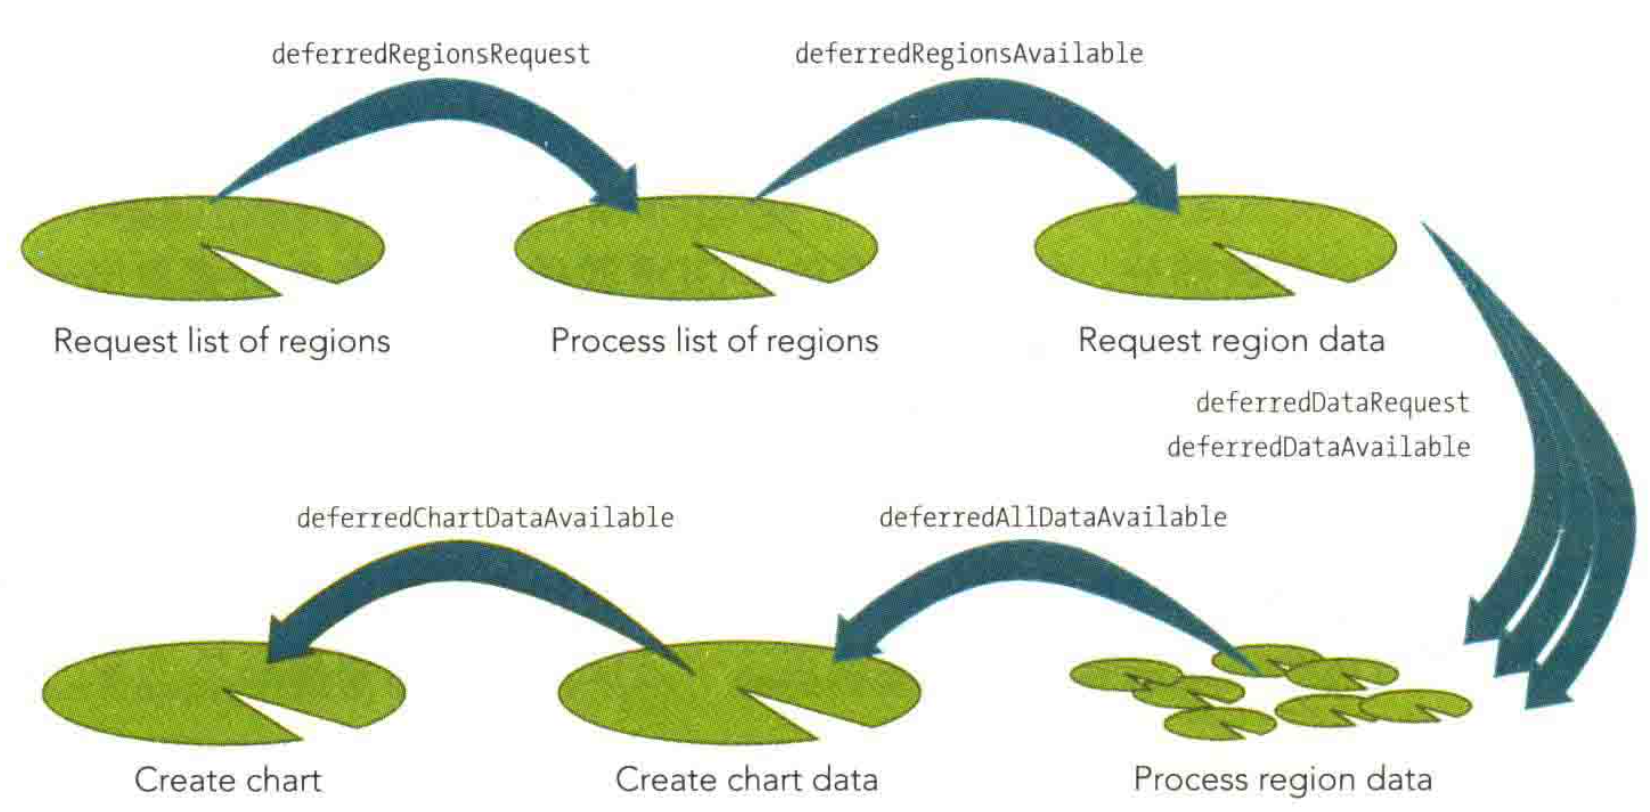 deferredRegionsRequest
deferredRegionsAvailable
Request list of regions
Process list of regions
Request region data
deferredDataRequest
deferredDataAvailable
deferredChartDataAvailable
deferredAllDataAvailable
Create chart
Create chart data
Process region data